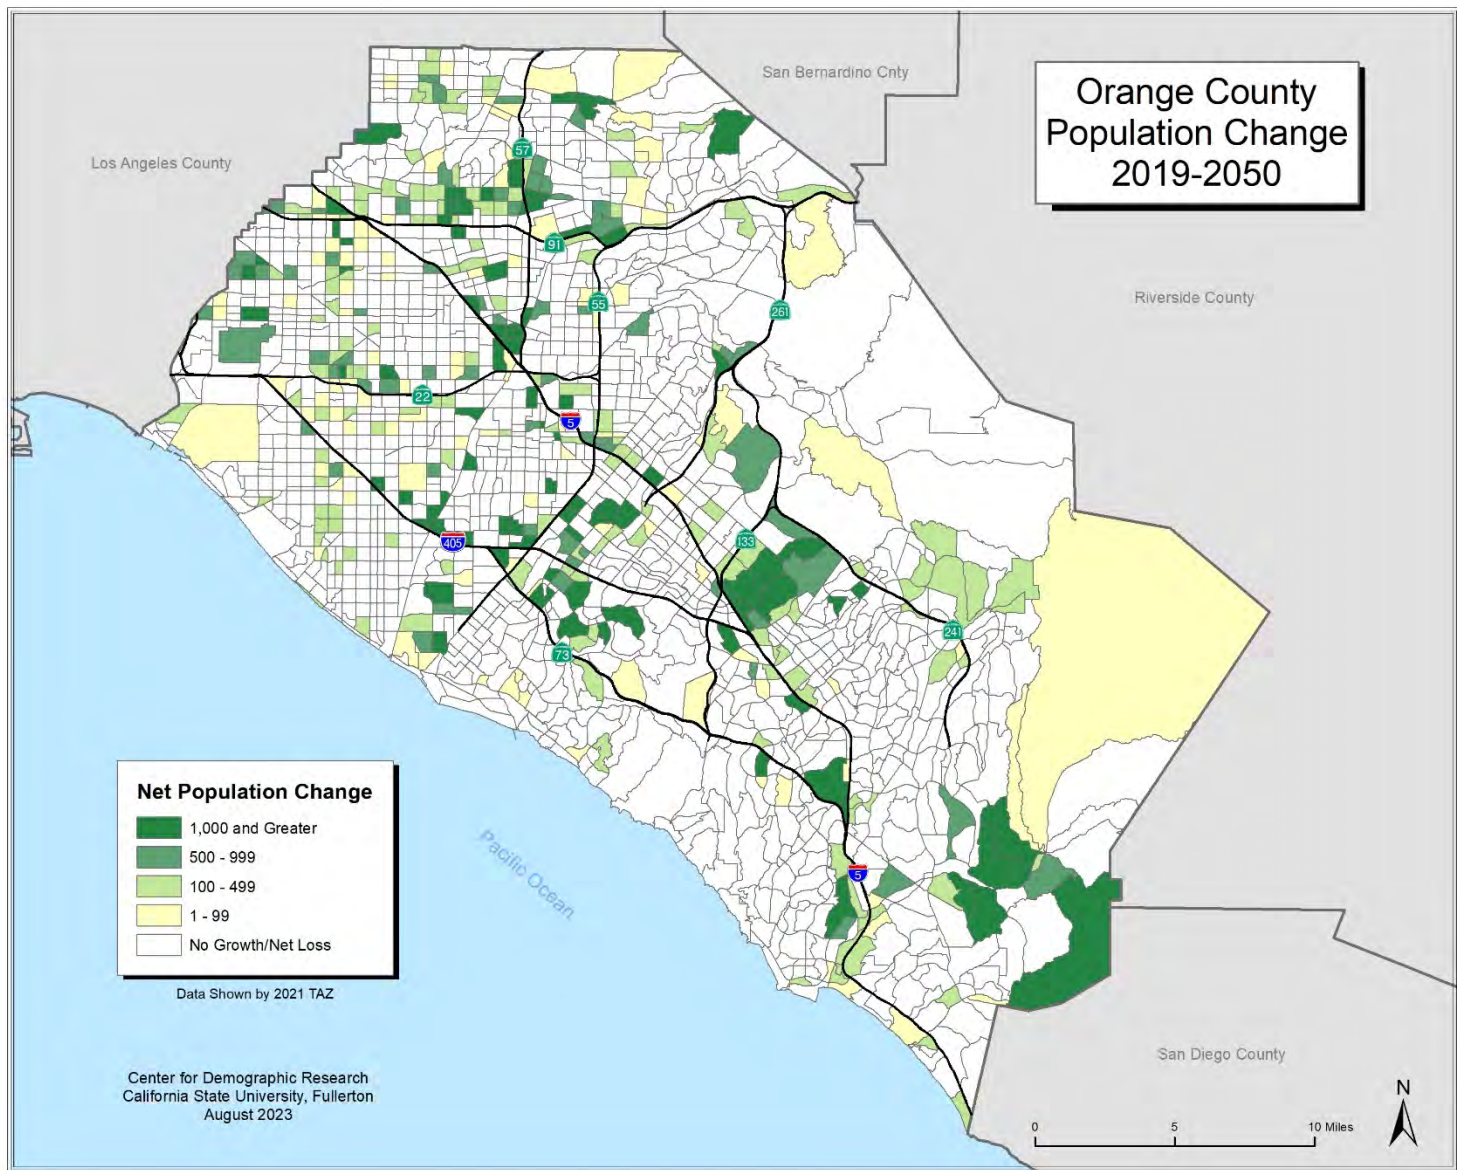 Orange County
Population Change
2019-2050
San Bernardino Cnty
Los Angeles County
Riverside County
57
91
55
261
22
5
405
133
241
73
5
Pacific Ocean
Net Population Change
1,000 and Greater
500 - 999
100 - 499
1 - 99
No Growth/Net Loss
Data Shown by 2021 TAZ
Center for Demographic Research
California State University, Fullerton
August 2023
San Diego County
N
0 5 10 Miles